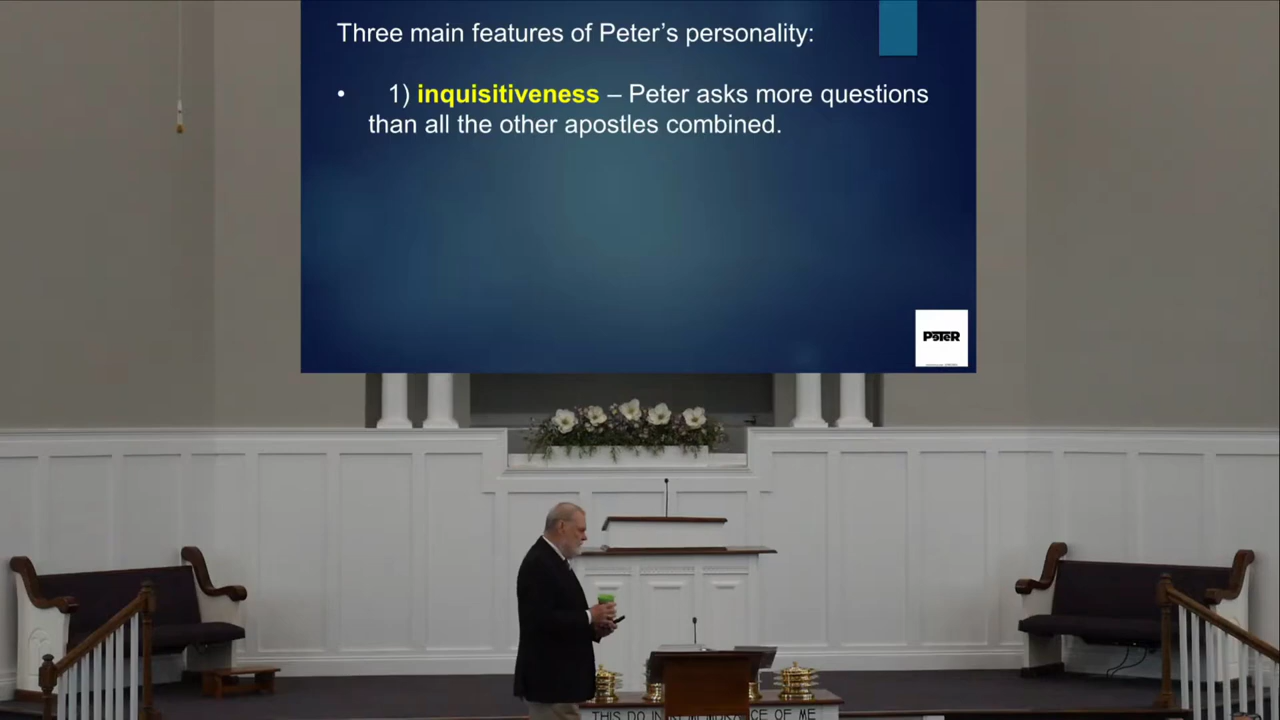 Three main features of Peter’s personality:
• 1) inquisitiveness – Peter asks more questions
than all the other apostles combined.
PeTeR
THIS DO IN CE OF ME